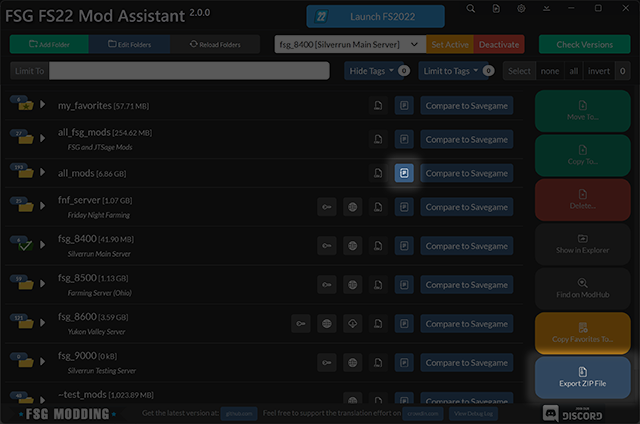 FSG FS22 Mod Assistant 2.0.0
Launch FS2022
Add Folder
Edit Folders
Reload Folders
fsg_8400 [Silverrun Main Server]
Set Active
Deactivate
Check Versions
Limit To
Hide Tags 0
Limit to Tags 0
Select none all invert 0
my_favorites [57.71 MB]
Compare to Savegame
Move To...
all_fsg_mods [254.62 MB]
FSG and JTSage Mods
Compare to Savegame
Copy To...
all_mods [6.86 GB]
Compare to Savegame
Delete...
fnf_server [1.07 GB]
Friday Night Farming
Compare to Savegame
Show in Explorer
fsg_8400 [41.90 MB]
Silverrun Main Server
Compare to Savegame
Find on ModHub
fsg_8500 [1.13 GB]
Farming Server (Ohio)
Compare to Savegame
fsg_8600 [3.59 GB]
Yukon Valley Server
Compare to Savegame
Copy Favorites To...
fsg_9000 [0 kB]
Silverrun Testing Server
Compare to Savegame
Export ZIP File
~test_mods [1,023.89 MB]
Compare to Savegame
FSG MODDING
Get the latest version at:
Feel free to support the translation effort on
View Debug Log
DISCORD